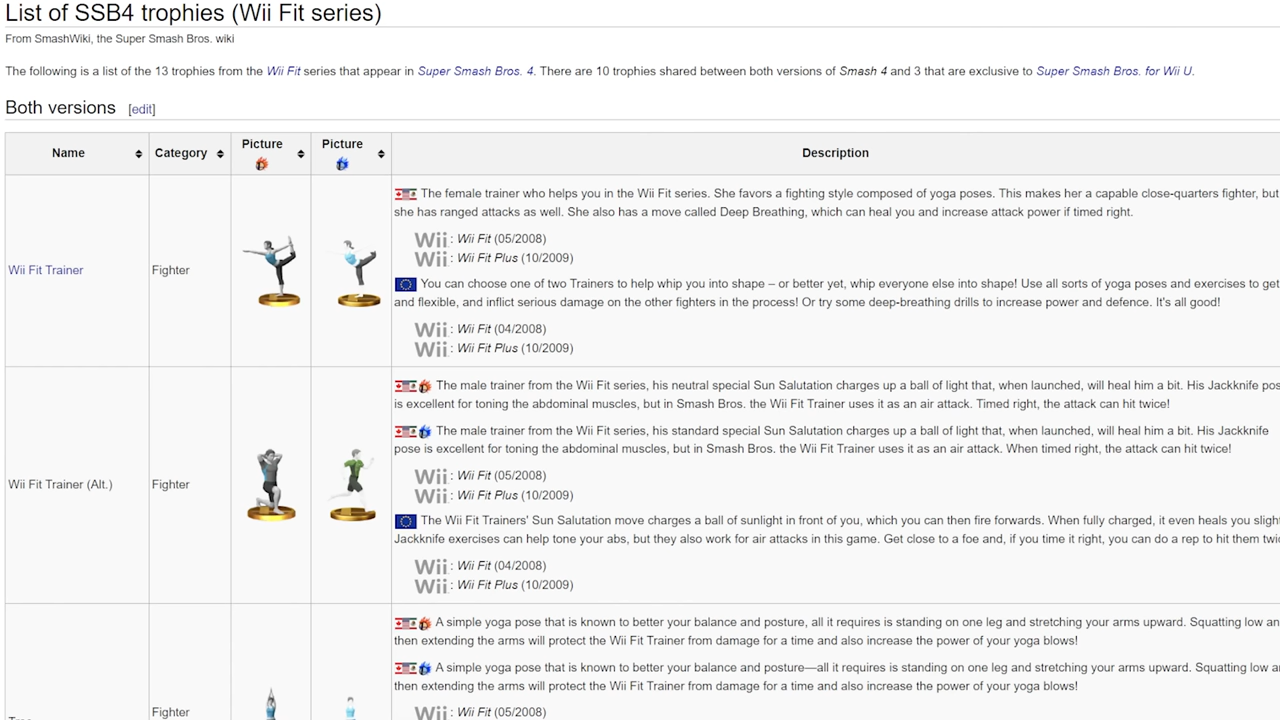 List of SSB4 trophies (Wii Fit series)
From SmashWiki, the Super Smash Bros. wiki
The following is a list of the 13 trophies from the Wii Fit series that appear in Super Smash Bros. 4. There are 10 trophies shared between both versions of Smash 4 and 3 that are exclusive to Super Smash Bros. for Wii U.
Both versions [edit]
Name Category Picture Picture Description
Wii Fit Trainer
Fighter
The female trainer who helps you in the Wii Fit series. She favors a fighting style composed of yoga poses. This makes her a capable close-quarters fighter, but
she has ranged attacks as well. She also has a move called Deep Breathing, which can heal you and increase attack power if timed right.
Wii: Wii Fit (05/2008)
Wii: Wii Fit Plus (10/2009)
You can choose one of two Trainers to help whip you into shape – or better yet, whip everyone else into shape! Use all sorts of yoga poses and exercises to get
and flexible, and inflict serious damage on the other fighters in the process! Or try some deep-breathing drills to increase power and defence. It's all good!
Wii: Wii Fit (04/2008)
Wii: Wii Fit Plus (10/2009)
Wii Fit Trainer (Alt.)
Fighter
The male trainer from the Wii Fit series, his neutral special Sun Salutation charges up a ball of light that, when launched, will heal him a bit. His Jackknife pos
is excellent for toning the abdominal muscles, but in Smash Bros. the Wii Fit Trainer uses it as an air attack. Timed right, the attack can hit twice!
The male trainer from the Wii Fit series, his standard special Sun Salutation charges up a ball of light that, when launched, will heal him a bit. His Jackknife
pose is excellent for toning the abdominal muscles, but in Smash Bros. the Wii Fit Trainer uses it as an air attack. When timed right, the attack can hit twice!
Wii: Wii Fit (05/2008)
Wii: Wii Fit Plus (10/2009)
The Wii Fit Trainers' Sun Salutation move charges a ball of sunlight in front of you, which you can then fire forwards. When fully charged, it even heals you sligh
Jackknife exercises can help tone your abs, but they also work for air attacks in this game. Get close to a foe and, if you time it right, you can do a rep to hit them twi
Wii: Wii Fit (04/2008)
Wii: Wii Fit Plus (10/2009)
Fighter
A simple yoga pose that is known to better your balance and posture, all it requires is standing on one leg and stretching your arms upward. Squatting low an
then extending the arms will protect the Wii Fit Trainer from damage for a time and also increase the power of your yoga blows!
A simple yoga pose that is known to better your balance and posture—all it requires is standing on one leg and stretching your arms upward. Squatting low a
then extending the arms will protect the Wii Fit Trainer from damage for a time and also increase the power of your yoga blows!
Wii: Wii Fit (05/2008)